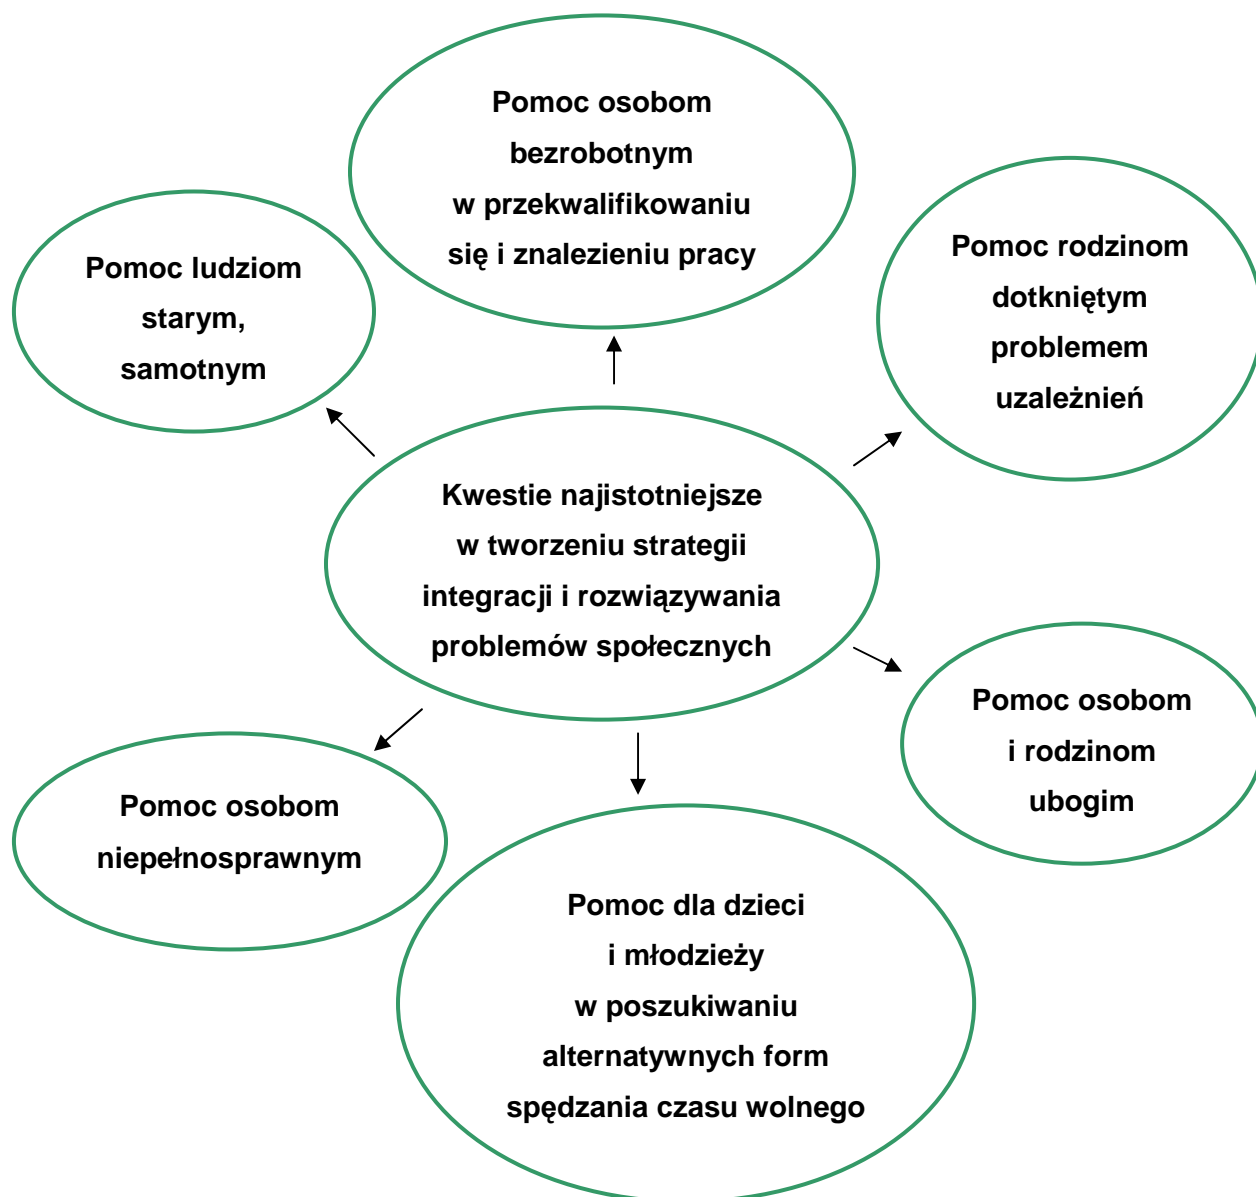 Pomoc osobom
bezrobotnym
w przekwalifikowaniu
się i znalezieniu pracy
Pomoc ludziom
starym,
samotnym
Pomoc rodzinom
dotkniętym
problemem
uzależnień
Kwestie najistotniejsze
w tworzeniu strategii
integracji i rozwiązywania
problemów społecznych
Pomoc osobom
i rodzinom
ubogim
Pomoc osobom
niepełnosprawnym
Pomoc dla dzieci
i młodzieży
w poszukiwaniu
alternatywnych form
spędzania czasu wolnego